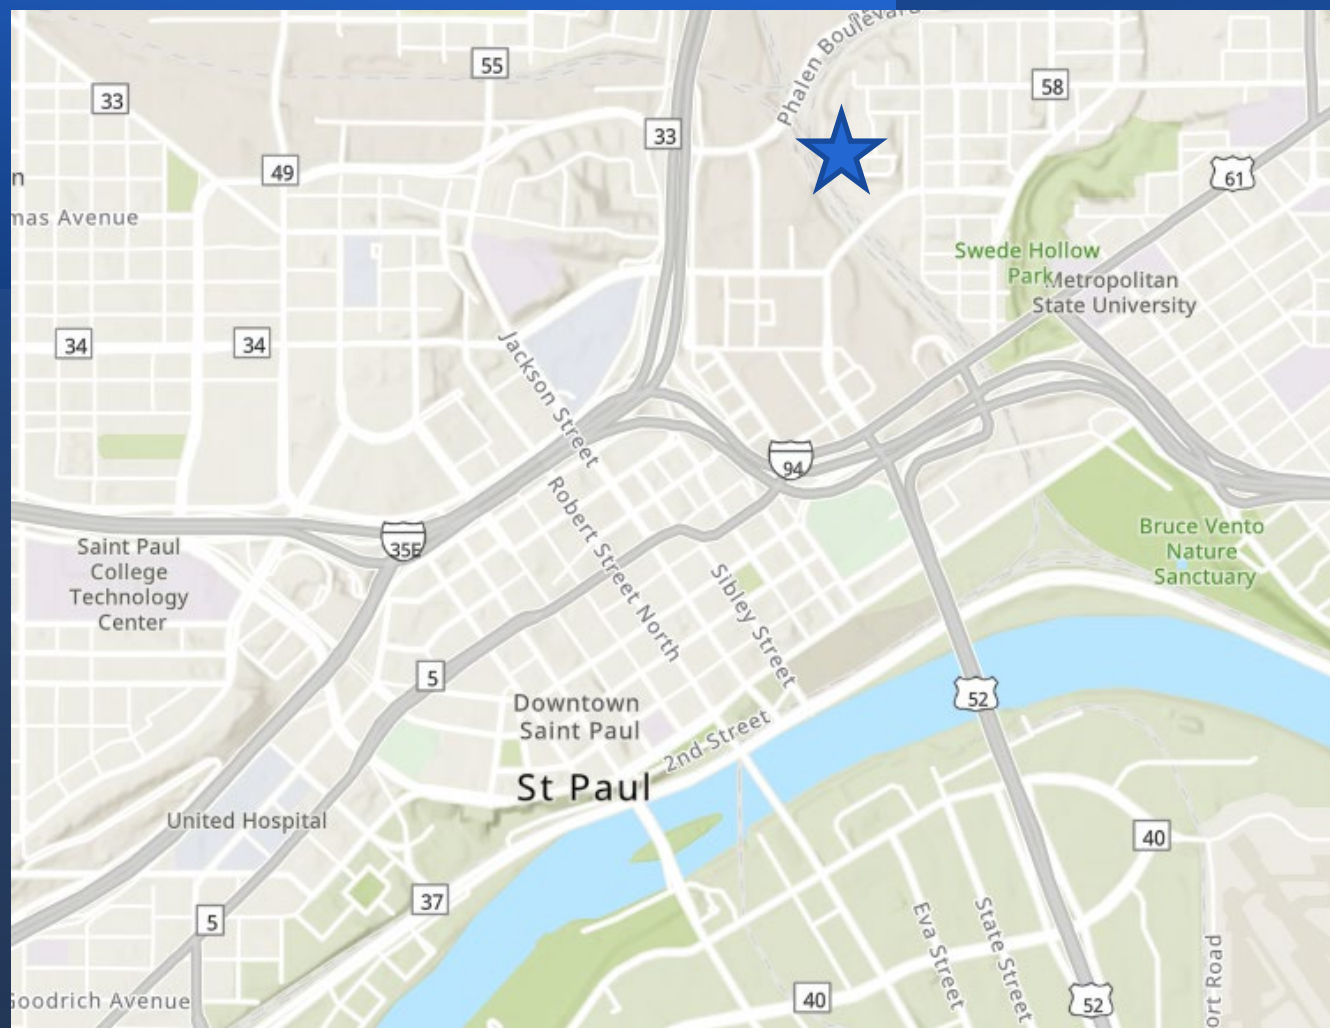 Phalen Boulevard
55
58
33
33
49
61
n
mas Avenue
Swede Hollow
Park
Metropolitan
State University
34
34
Jackson Street
94
Robert Street North
35E
Saint Paul
College
Technology
Center
Bruce Vento
Nature
Sanctuary
Sibley Street
5
52
Downtown
Saint Paul
2nd Street
St Paul
United Hospital
40
37
5
Eva Street
State Street
ort Road
Goodrich Avenue
40
52